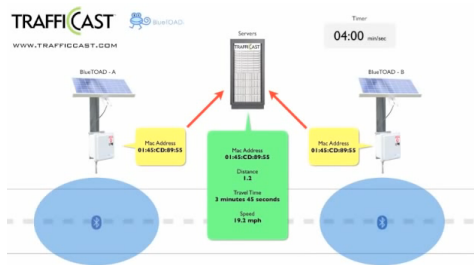 TRAFFICAST
BlueTOAD
WWW.TRAFFICCAST.COM
Servers
TRAFFICAST
Timer
04:00 min/sec
BlueTOAD - A
BlueTOAD - B
Mac Address
01:45:CD:89:55
Mac Address
01:45:CD:89:55
Distance
1.2
Travel Time
3 minutes 45 seconds
Speed
19.2 mph
Mac Address
01:45:CD:89:55